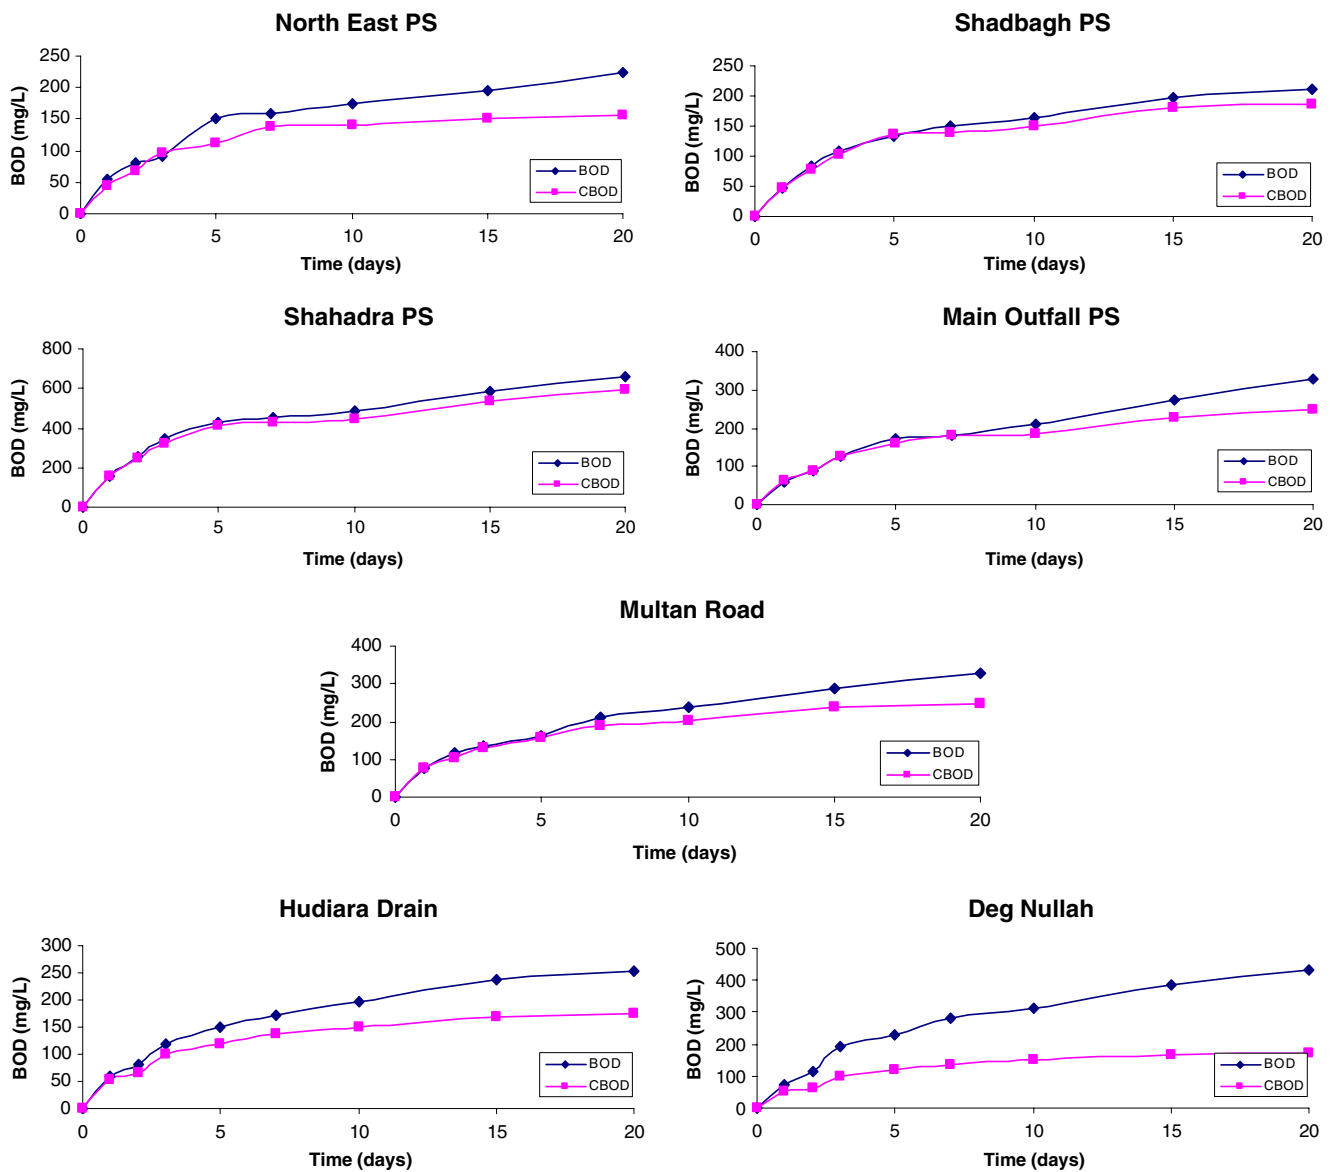 North East PS
BOD (mg/L)
250
200
150
100
50
0
0 5 10 15 20
Time (days)
BOD
CBOD
Shadbagh PS
BOD (mg/L)
250
200
150
100
50
0
0 5 10 15 20
Time (days)
BOD
CBOD
Shahadra PS
BOD (mg/L)
800
600
400
200
0
0 5 10 15 20
Time (days)
BOD
CBOD
Main Outfall PS
BOD (mg/L)
400
300
200
100
0
0 5 10 15 20
Time (days)
BOD
CBOD
Multan Road
BOD (mg/L)
400
300
200
100
0
0 5 10 15 20
Time (days)
BOD
CBOD
Hudiara Drain
BOD (mg/L)
300
250
200
150
100
50
0
0 5 10 15 20
Time (days)
BOD
CBOD
Deg Nullah
BOD (mg/L)
500
400
300
200
100
0
0 5 10 15 20
Time (days)
BOD
CBOD